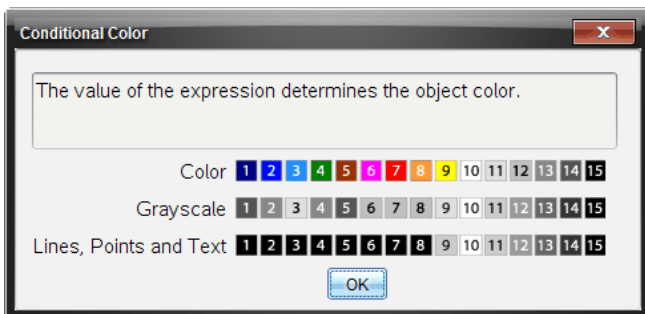 Conditional Color
The value of the expression determines the object color.
Color 1 2 3 4 5 6 7 8 9 10 11 12 13 14 15
Grayscale 1 2 3 4 5 6 7 8 9 10 11 12 13 14 15
Lines, Points and Text 1 2 3 4 5 6 7 8 9 10 11 12 13 14 15
OK